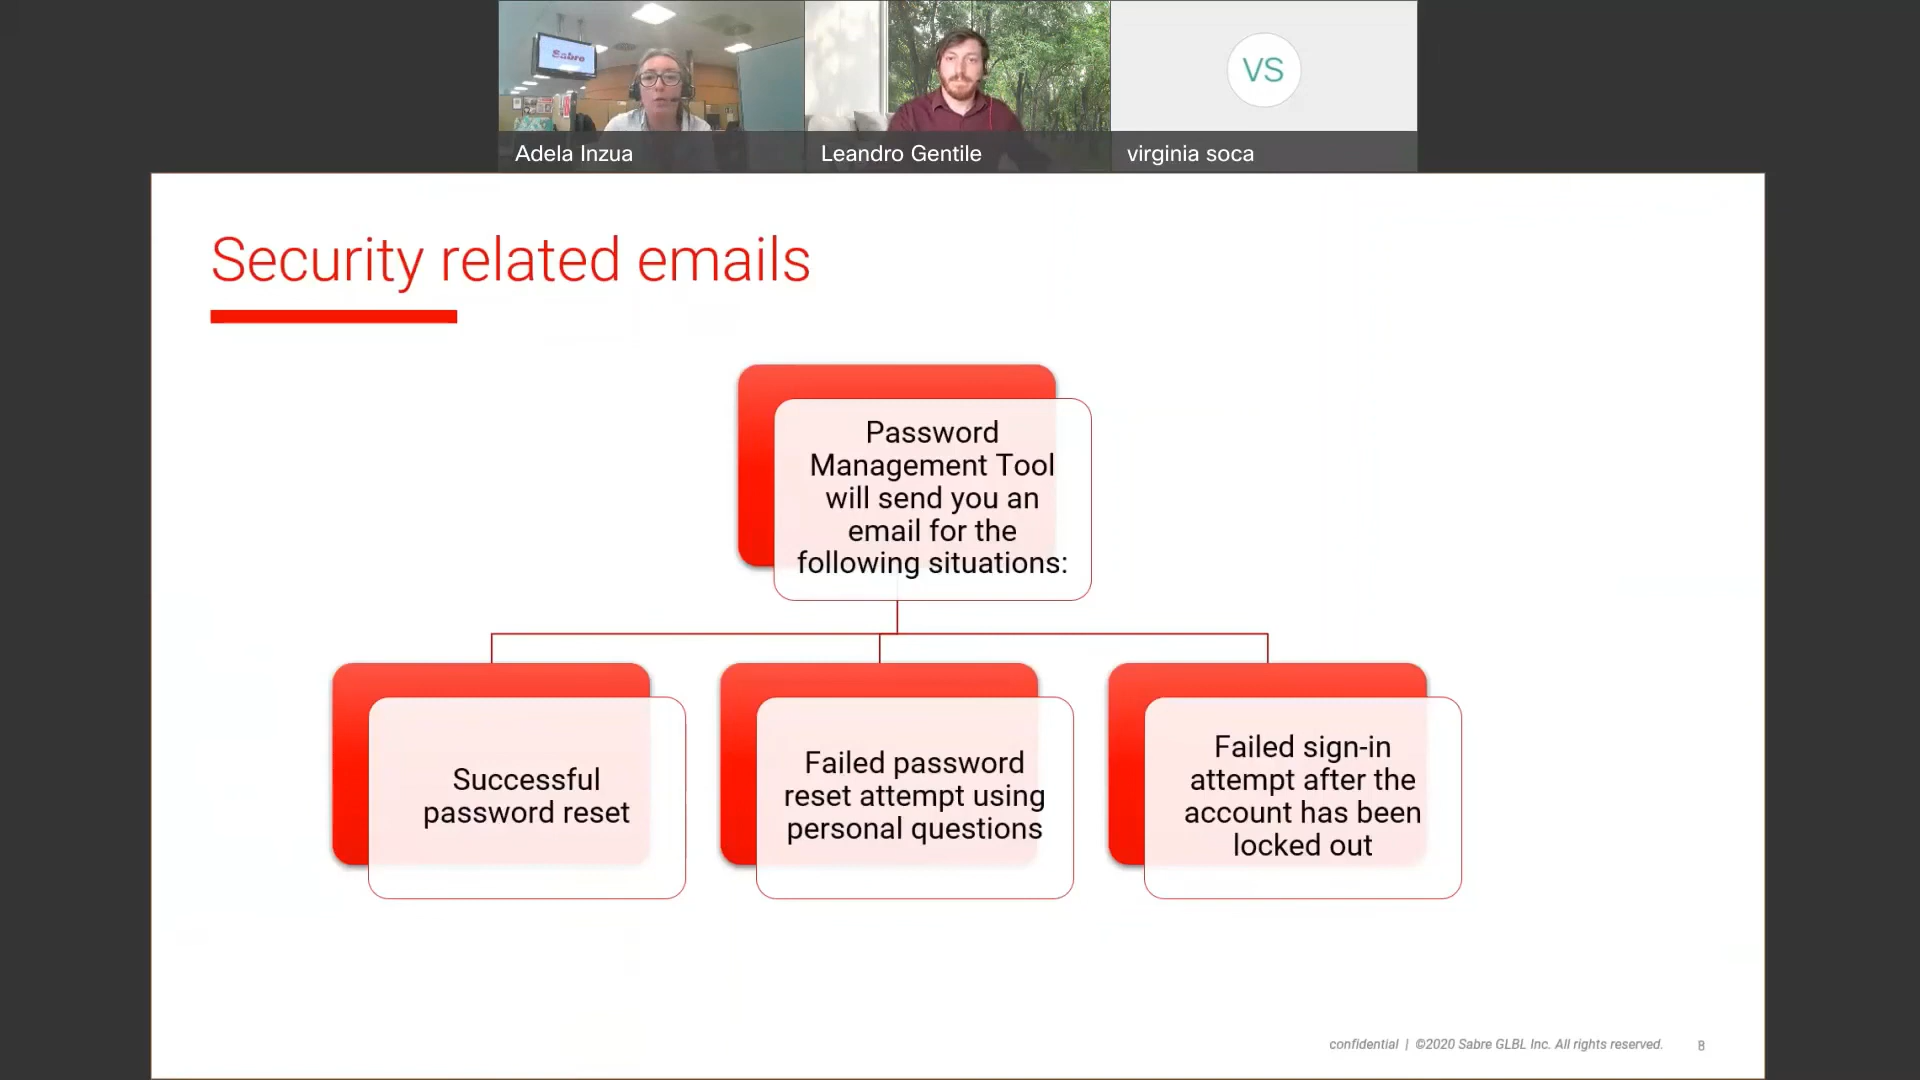 Sabre
VS
Adela Inzua
Leandro Gentile
virginia soca
Security related emails
Password
Management Tool
will send you an
email for the
following situations:
Successful
password reset
Failed password
reset attempt using
personal questions
Failed sign-in
attempt after the
account has been
locked out
confidential | ©2020 Sabre GLBL Inc. All rights reserved. 8